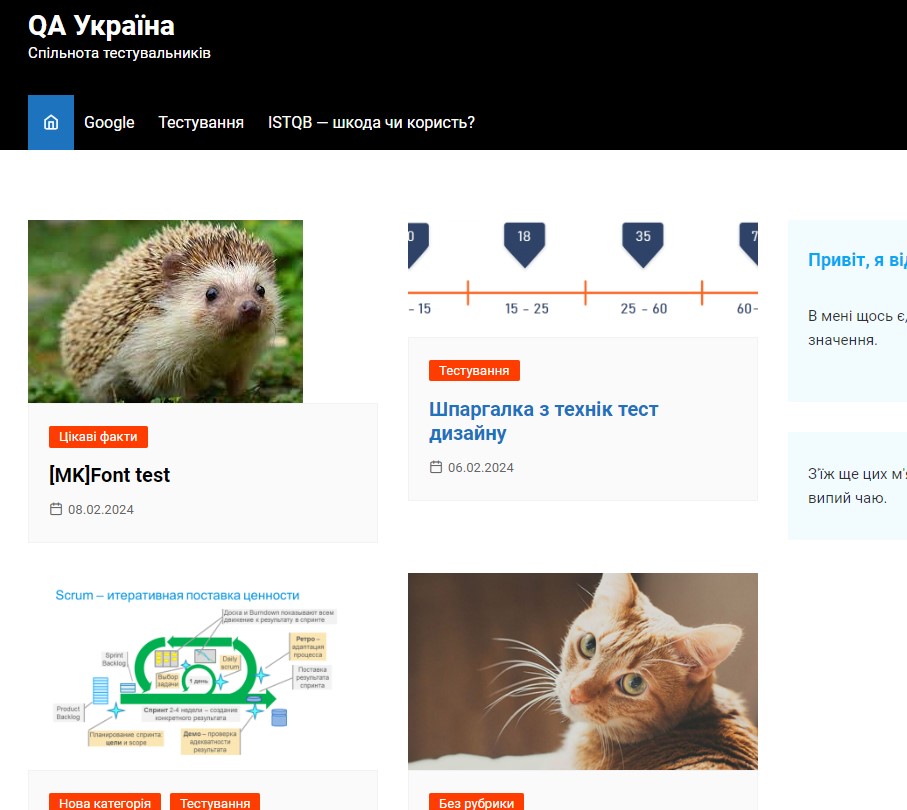 QA Україна
Спільнота тестувальників
Google
Тестування
ISTQB — шкода чи користь?
18
35
– 15
15 – 25
25 – 60
60-
Привіт, я
В мені щось є,
значення.
Тестування
Шпаргалка з технік тест
дизайну
06.02.2024
Цікаві факти
[МК]Font test
08.02.2024
З'їж ще цих
випий чаю.
Scrum – итеративная поставка ценности
Доска и Burndown показывают всем
движение к результату в спринте
Ретро –
адаптация
процесса
Sprint
Backlog
Daily
scrum
Выбор
задачи
1 день
Поставка
результата
спринта
Product
Backlog
Спринт 2-4 недели – создание
конкретного результата
Планирование спринта:
цели и scope
Демо – проверка
адекватности
результата
Нова категорія
Тестування
Без рубрики